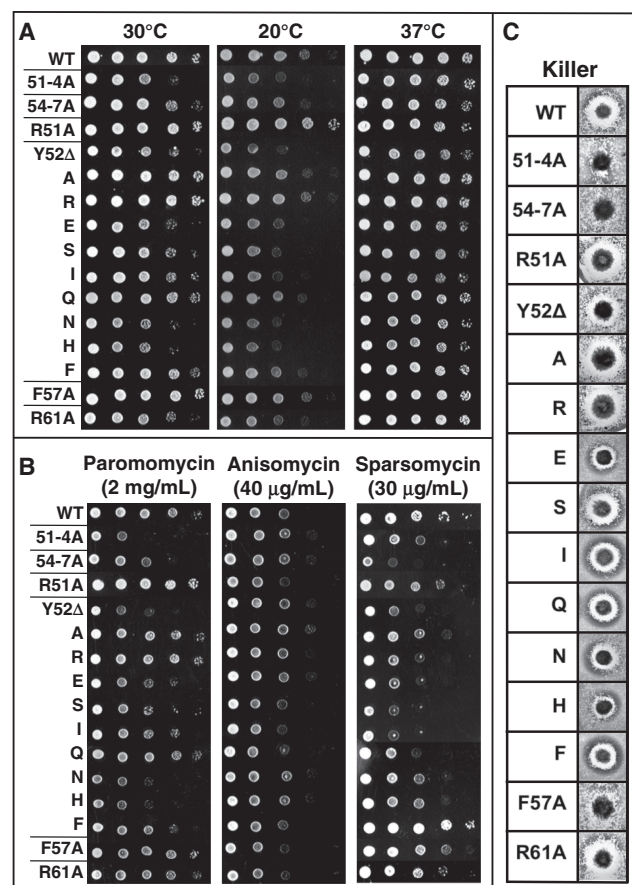 A
30°C 20°C 37°C
WT
51-4A
54-7A
R51A
Y52Δ
A
R
E
S
I
Q
N
H
F
F57A
R61A
B
Paromomycin (2 mg/mL)
Anisomycin (40 μg/mL)
Sparsomycin (30 μg/mL)
WT
51-4A
54-7A
R51A
Y52Δ
A
R
E
S
I
Q
N
H
F
F57A
R61A
C
Killer
WT
51-4A
54-7A
R51A
Y52Δ
A
R
E
S
I
Q
N
H
F
F57A
R61A